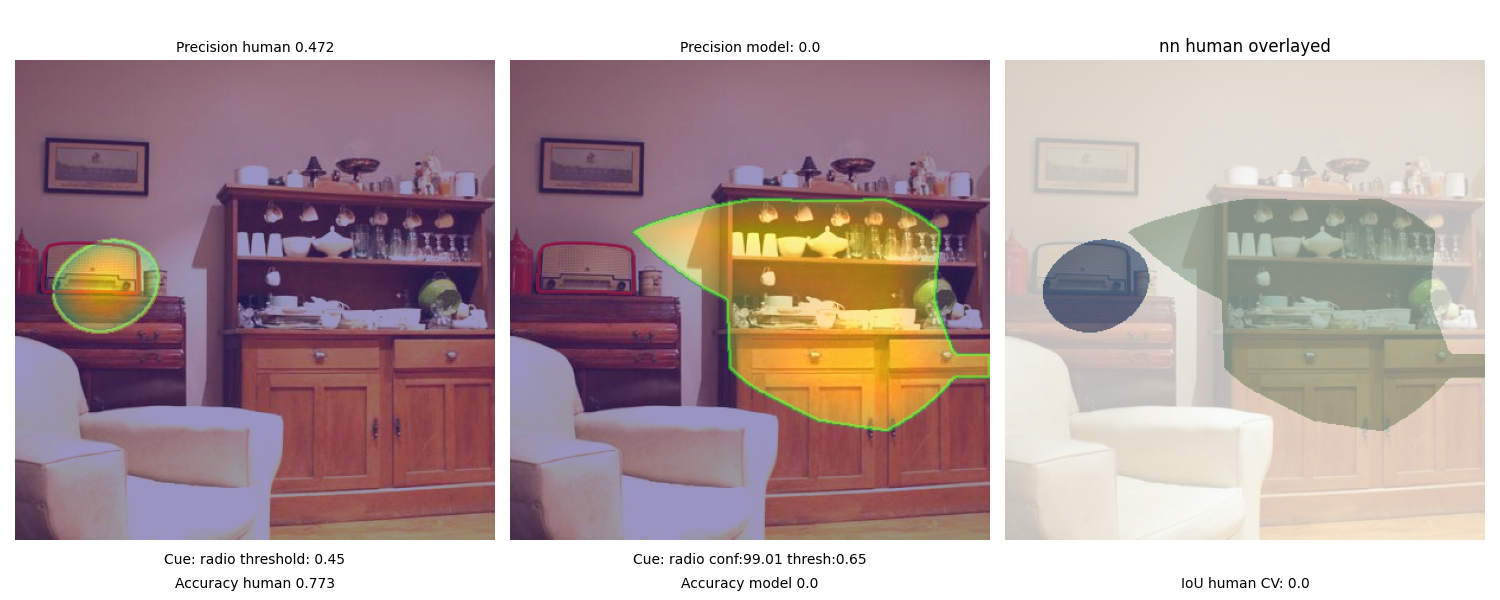 Precision human 0.472
Precision model: 0.0
nn human overlayed
Cue: radio threshold: 0.45
Cue: radio conf:99.01 thresh:0.65
Accuracy human 0.773
Accuracy model 0.0
IoU human CV: 0.0